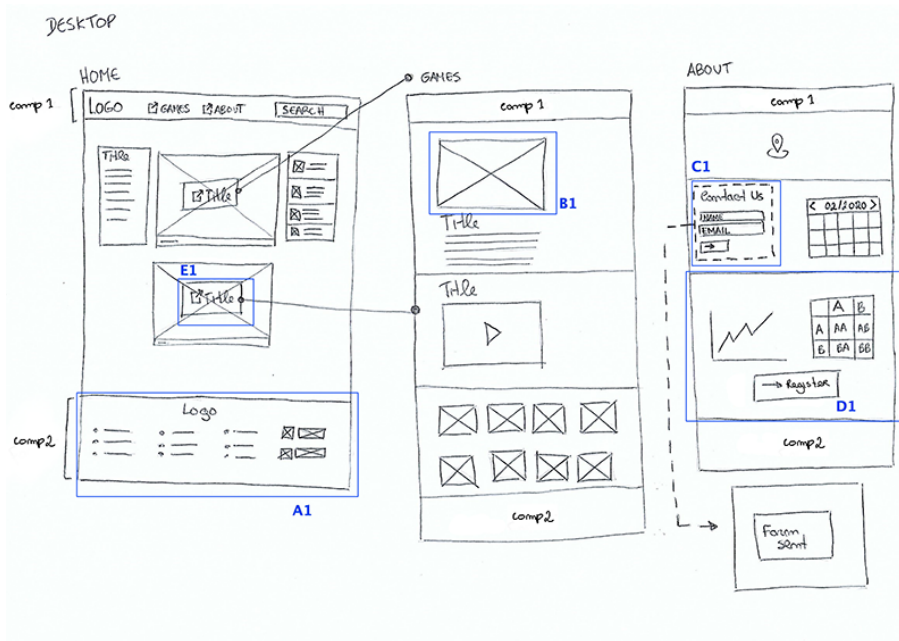 DESKTOP
HOME
comp 1
LOGO GAMES ABOUT SEARCH
Title
Title
E1
Title
comp2
Logo
A1
GAMES
comp 1
B1
Title
Title
comp2
ABOUT
comp 1
C1
Contact Us
NAME
EMAIL
< 02/2020 >
A B
A AA AB
B BA BB
→ Register
D1
comp2
Form
sent